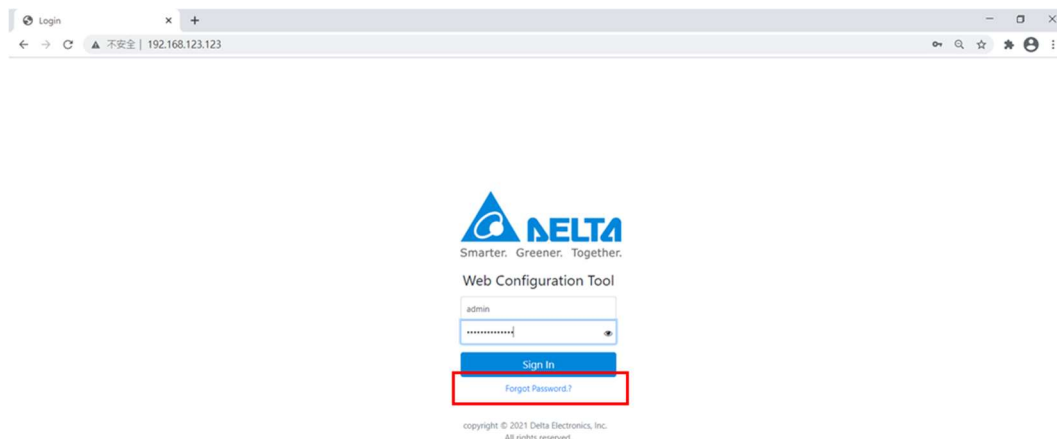 Login
不安全 | 192.168.123.123
DELTA
Smarter. Greener. Together.
Web Configuration Tool
admin
Sign In
Forgot Password.?
copyright © 2021 Delta Electronics, Inc.
All rights reserved.